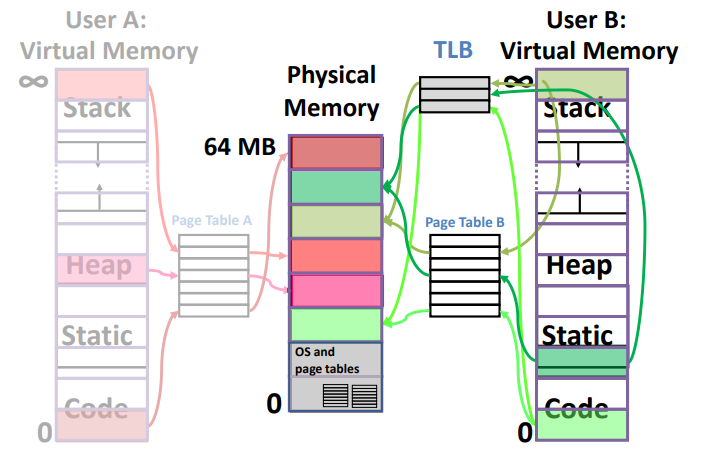 User A:
Virtual Memory
∞
Stack
Heap
Static
Code
0
Page Table A
Physical
Memory
64 MB
OS and
page tables
0
TLB
Page Table B
User B:
Virtual Memory
∞
Stack
Heap
Static
Code
0